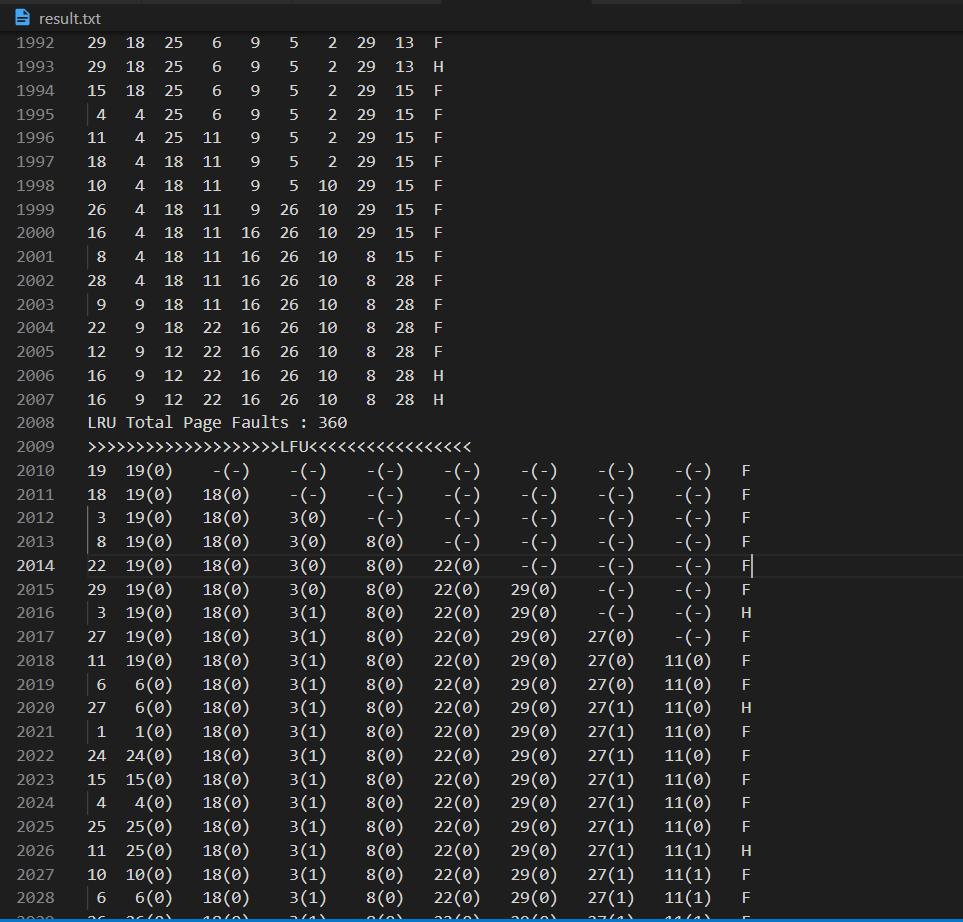 result.txt
1992 29 18 25 6 9 5 2 29 13 F
1993 29 18 25 6 9 5 2 29 13 H
1994 15 18 25 6 9 5 2 29 15 F
1995 4 4 25 6 9 5 2 29 15 F
1996 11 4 25 11 9 5 2 29 15 F
1997 18 4 18 11 9 5 2 29 15 F
1998 10 4 18 11 9 5 10 29 15 F
1999 26 4 18 11 9 26 10 29 15 F
2000 16 4 18 11 16 26 10 29 15 F
2001 8 4 18 11 16 26 10 8 15 F
2002 28 4 18 11 16 26 10 8 28 F
2003 9 9 18 11 16 26 10 8 28 F
2004 22 9 18 22 16 26 10 8 28 F
2005 12 9 12 22 16 26 10 8 28 F
2006 16 9 12 22 16 26 10 8 28 H
2007 16 9 12 22 16 26 10 8 28 H
2008 LRU Total Page Faults : 360
2009 >>>>>>>>>>>>>>>>>>>>LFU<<<<<<<<<<<<<<<<<
2010 19 19(0) -(-) -(-) -(-) -(-) -(-) -(-) -(-) F
2011 18 19(0) 18(0) -(-) -(-) -(-) -(-) -(-) -(-) F
2012 3 19(0) 18(0) 3(0) -(-) -(-) -(-) -(-) -(-) F
2013 8 19(0) 18(0) 3(0) 8(0) -(-) -(-) -(-) -(-) F
2014 22 19(0) 18(0) 3(0) 8(0) 22(0) -(-) -(-) -(-) F
2015 29 19(0) 18(0) 3(0) 8(0) 22(0) 29(0) -(-) -(-) F
2016 3 19(0) 18(0) 3(1) 8(0) 22(0) 29(0) -(-) -(-) H
2017 27 19(0) 18(0) 3(1) 8(0) 22(0) 29(0) 27(0) -(-) F
2018 11 19(0) 18(0) 3(1) 8(0) 22(0) 29(0) 27(0) 11(0) F
2019 6 6(0) 18(0) 3(1) 8(0) 22(0) 29(0) 27(0) 11(0) F
2020 27 6(0) 18(0) 3(1) 8(0) 22(0) 29(0) 27(1) 11(0) H
2021 1 1(0) 18(0) 3(1) 8(0) 22(0) 29(0) 27(1) 11(0) F
2022 24 24(0) 18(0) 3(1) 8(0) 22(0) 29(0) 27(1) 11(0) F
2023 15 15(0) 18(0) 3(1) 8(0) 22(0) 29(0) 27(1) 11(0) F
2024 4 4(0) 18(0) 3(1) 8(0) 22(0) 29(0) 27(1) 11(0) F
2025 25 25(0) 18(0) 3(1) 8(0) 22(0) 29(0) 27(1) 11(0) F
2026 11 25(0) 18(0) 3(1) 8(0) 22(0) 29(0) 27(1) 11(1) H
2027 10 10(0) 18(0) 3(1) 8(0) 22(0) 29(0) 27(1) 11(1) F
2028 6 6(0) 18(0) 3(1) 8(0) 22(0) 29(0) 27(1) 11(1) F